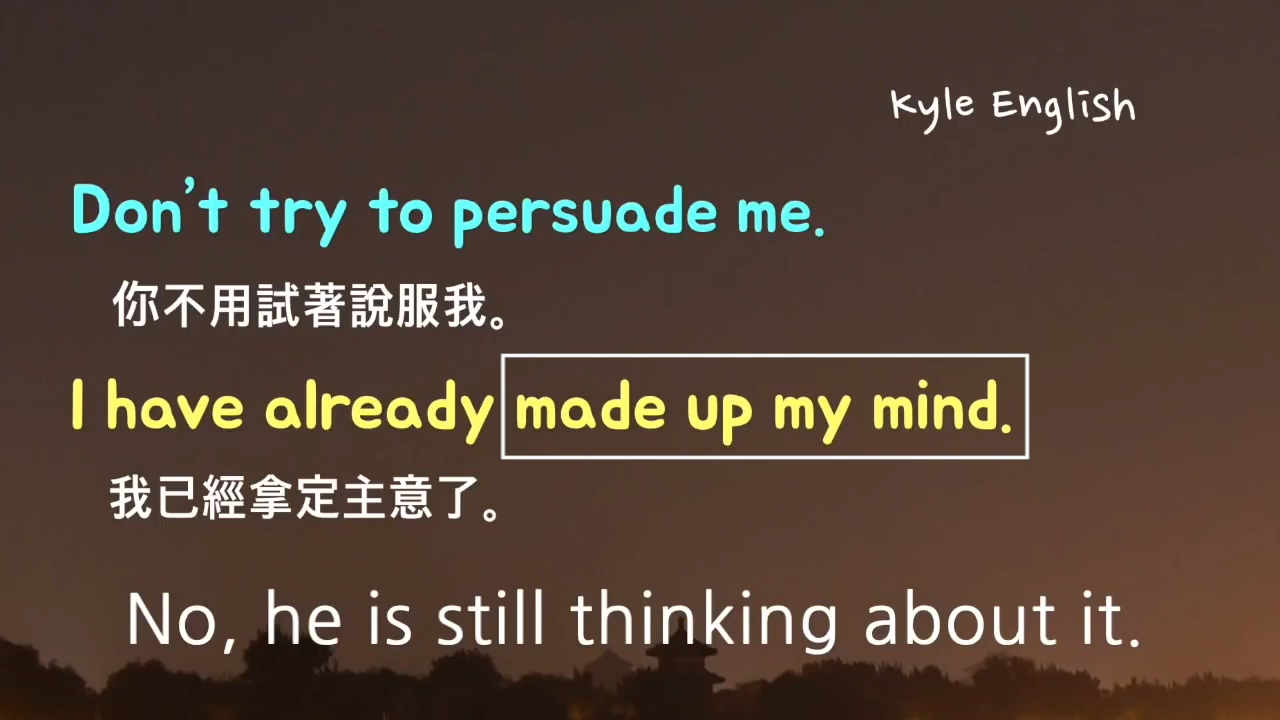 Kyle English
Don't try to persuade me.
你不用試著說服我。
I have already made up my mind.
我已經拿定主意了。
No, he is still thinking about it.